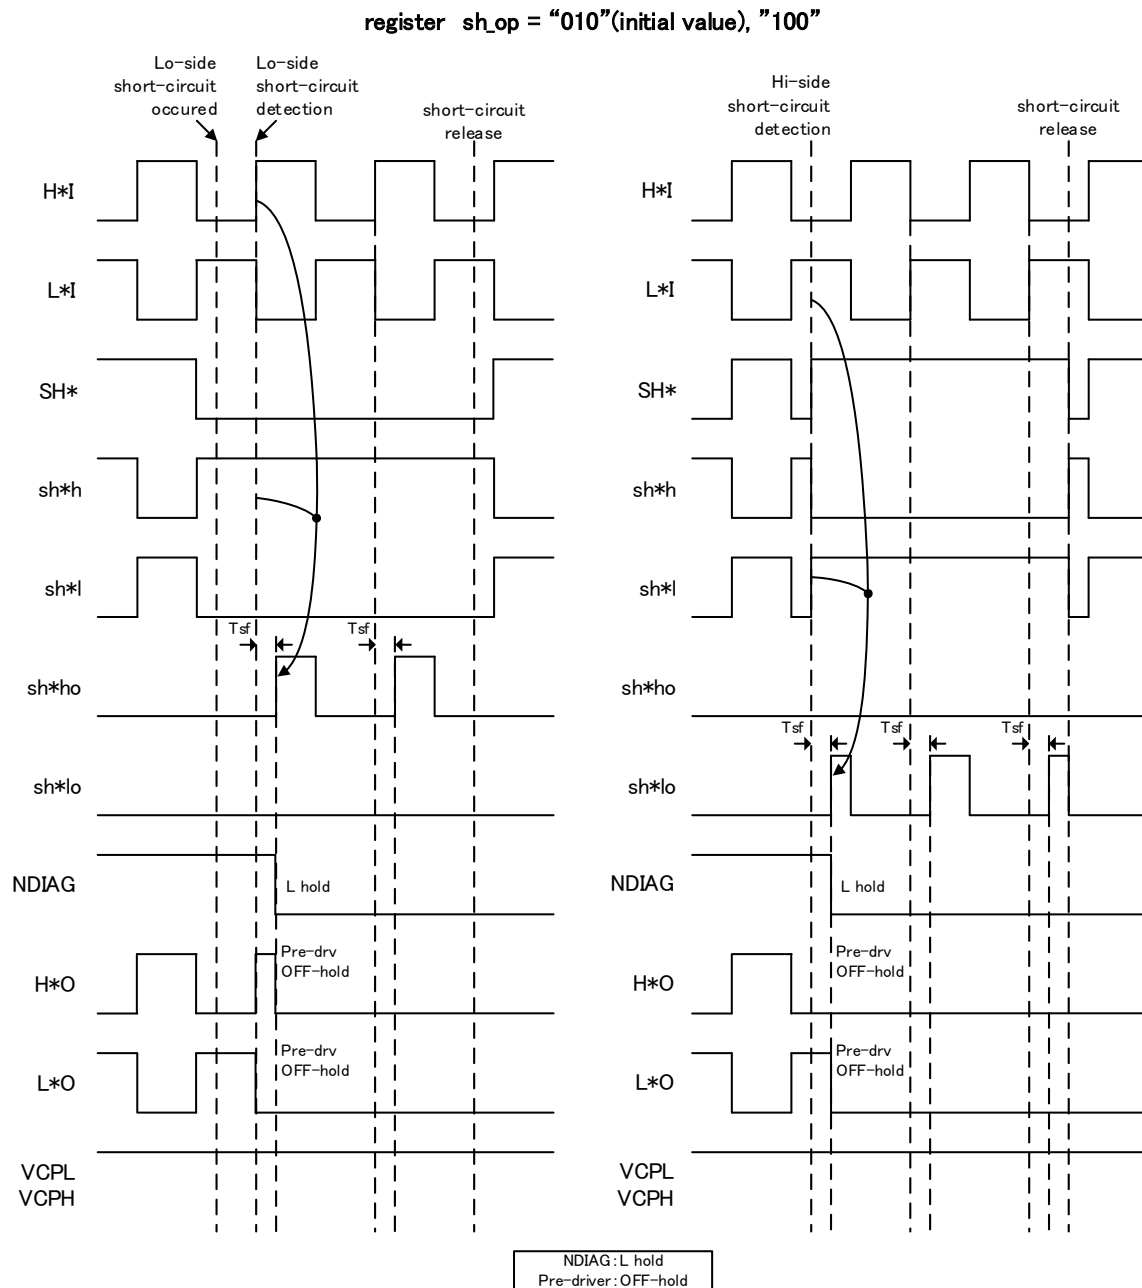 register sh_op = “010”(initial value), ”100”
Lo-side
short-circuit
occured
Lo-side
short-circuit
detection
short-circuit
release
H*I
L*I
SH*
sh*h
sh*l
Tsf
Tsf
sh*ho
sh*lo
NDIAG
L hold
H*O
Pre-drv
OFF-hold
L*O
Pre-drv
OFF-hold
VCPL
VCPH
Hi-side
short-circuit
detection
short-circuit
release
H*I
L*I
SH*
sh*h
sh*l
sh*ho
Tsf
Tsf
Tsf
sh*lo
NDIAG
L hold
H*O
Pre-drv
OFF-hold
L*O
Pre-drv
OFF-hold
VCPL
VCPH
NDIAG:L hold
Pre-driver:OFF-hold